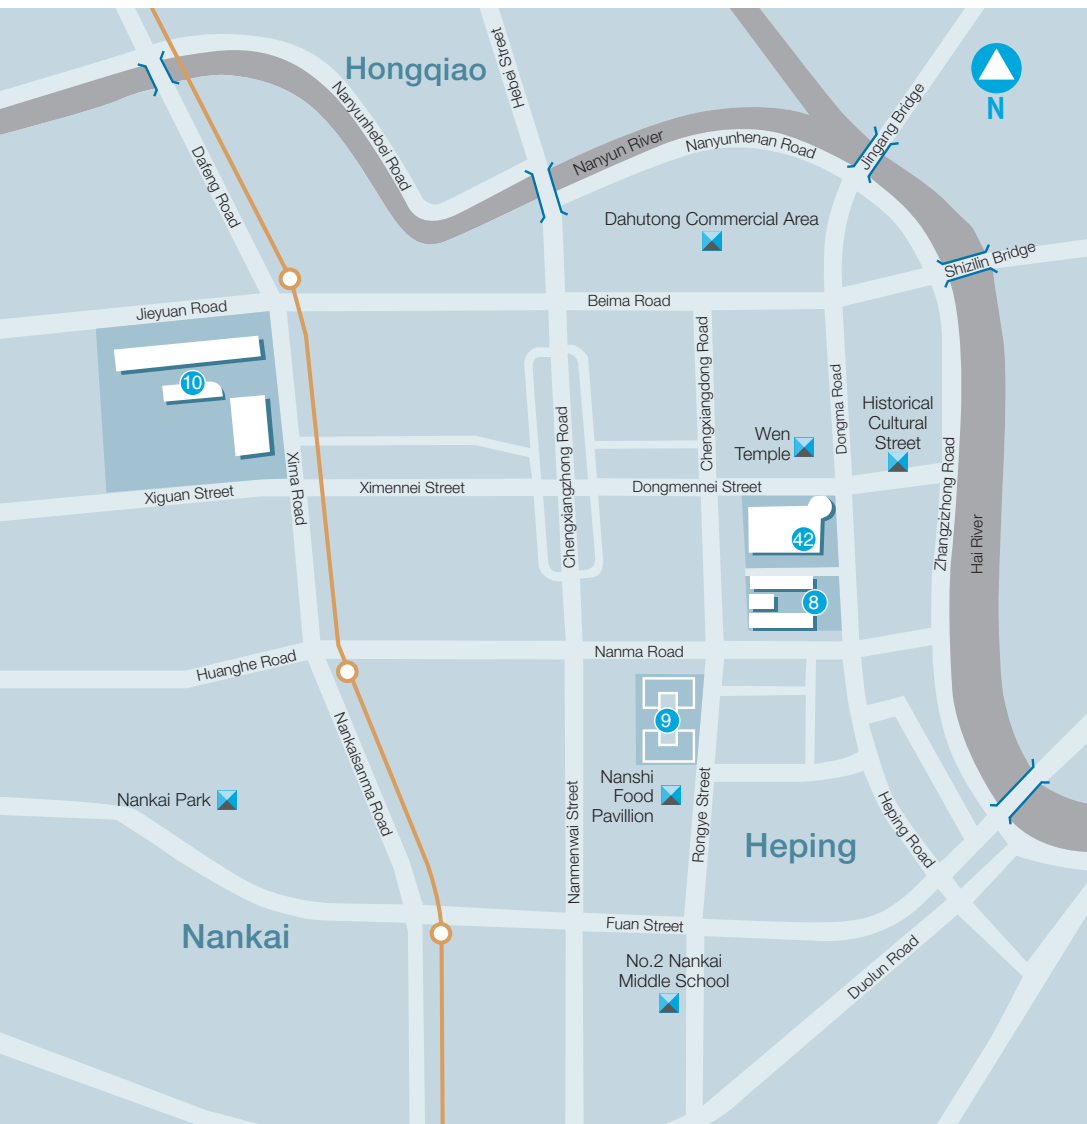 Hongqiao
Hebei Street
Jingang Bridge
N
Nanyunhebei Road
Nanyun River
Nanyunhenan Road
Dafeng Road
Dahutong Commercial Area
Shizilin Bridge
Jieyuan Road
Beima Road
10
Chengxiangdong Road
Dongma Road
Historical
Cultural
Street
Wen
Temple
Chengxiangzhong Road
Xima Road
Xiguan Street
Ximennei Street
Dongmennei Street
Zhangzizhong Road
Hai River
42
8
Huanghe Road
Nanma Road
9
Nankaisanma Road
Nankai Park
Nanshi
Food
Pavillion
Nanmenwai Street
Rongye Street
Heping
Heping Road
Nankai
Fuan Street
Duolun Road
No.2 Nankai
Middle School